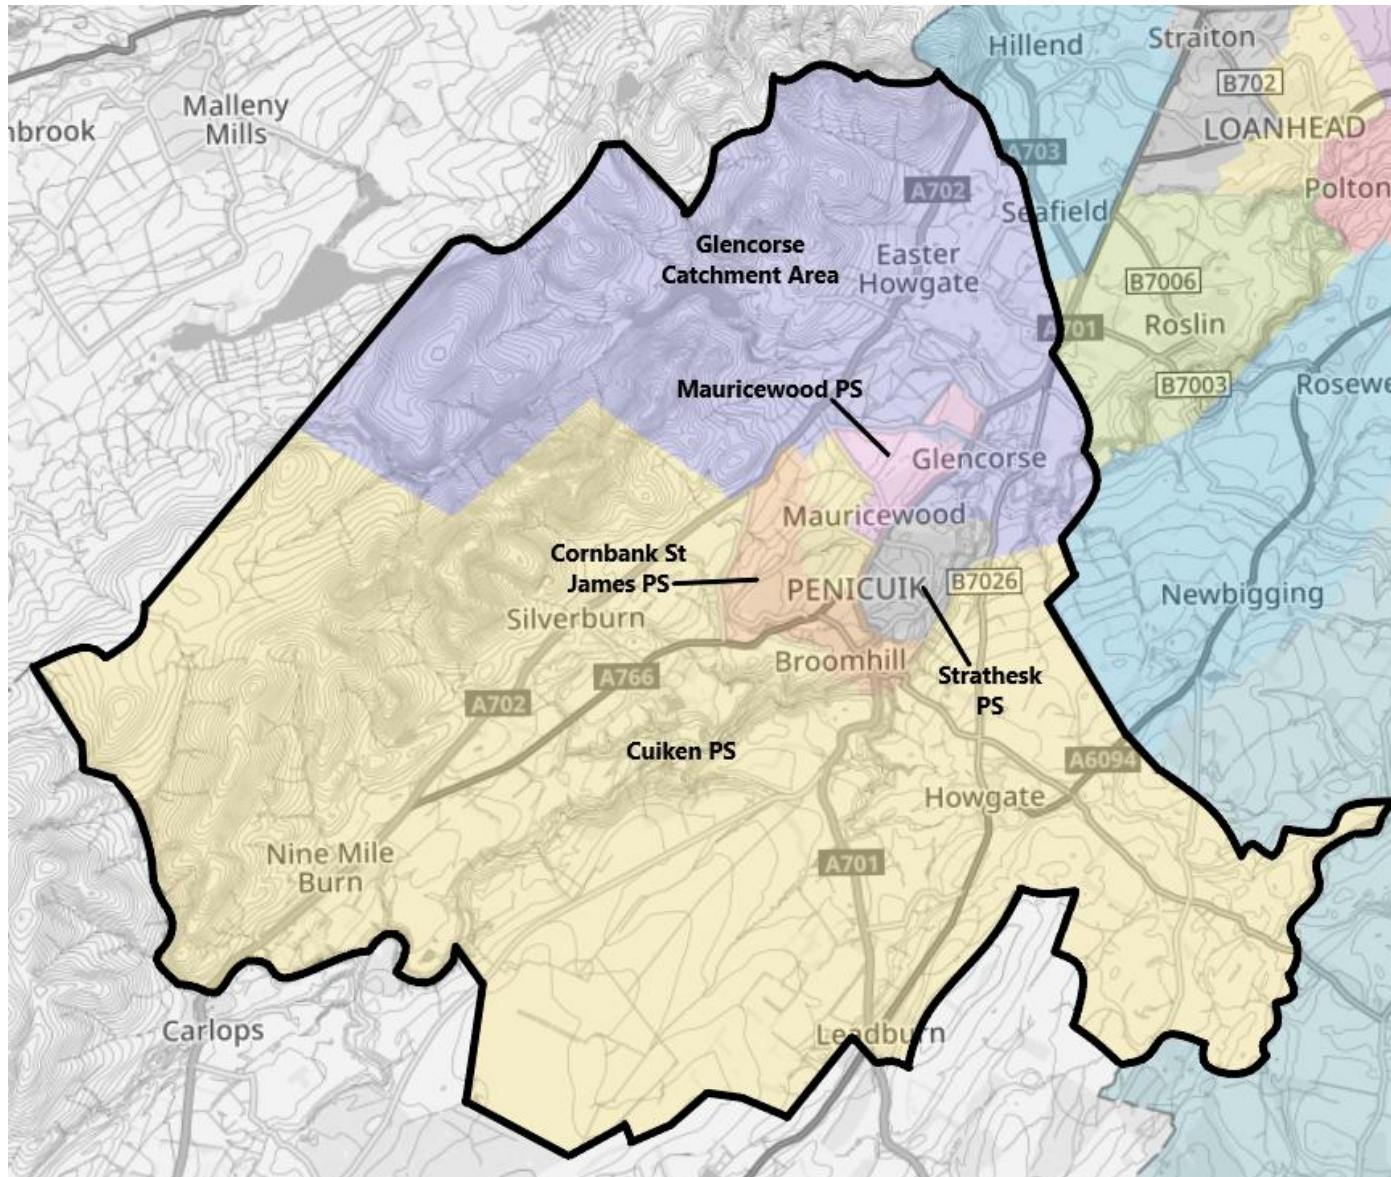 Hillend
Straiton
B702
Malleny
Mills
nbrook
LOANHEAD
A703
A702
Polton
Seafield
Glencorse
Catchment Area
Easter
Howgate
B7006
A701
Roslin
Mauricewood PS
B7003
Rosewe
Glencorse
Mauricewood
Cornbank St
James PS
PENICUIK
B7026
Newbigging
Silverburn
Broomhill
A766
Strathesk
PS
A702
Cuiken PS
A6094
Howgate
Nine Mile
Burn
A701
Carlops
Leadburn